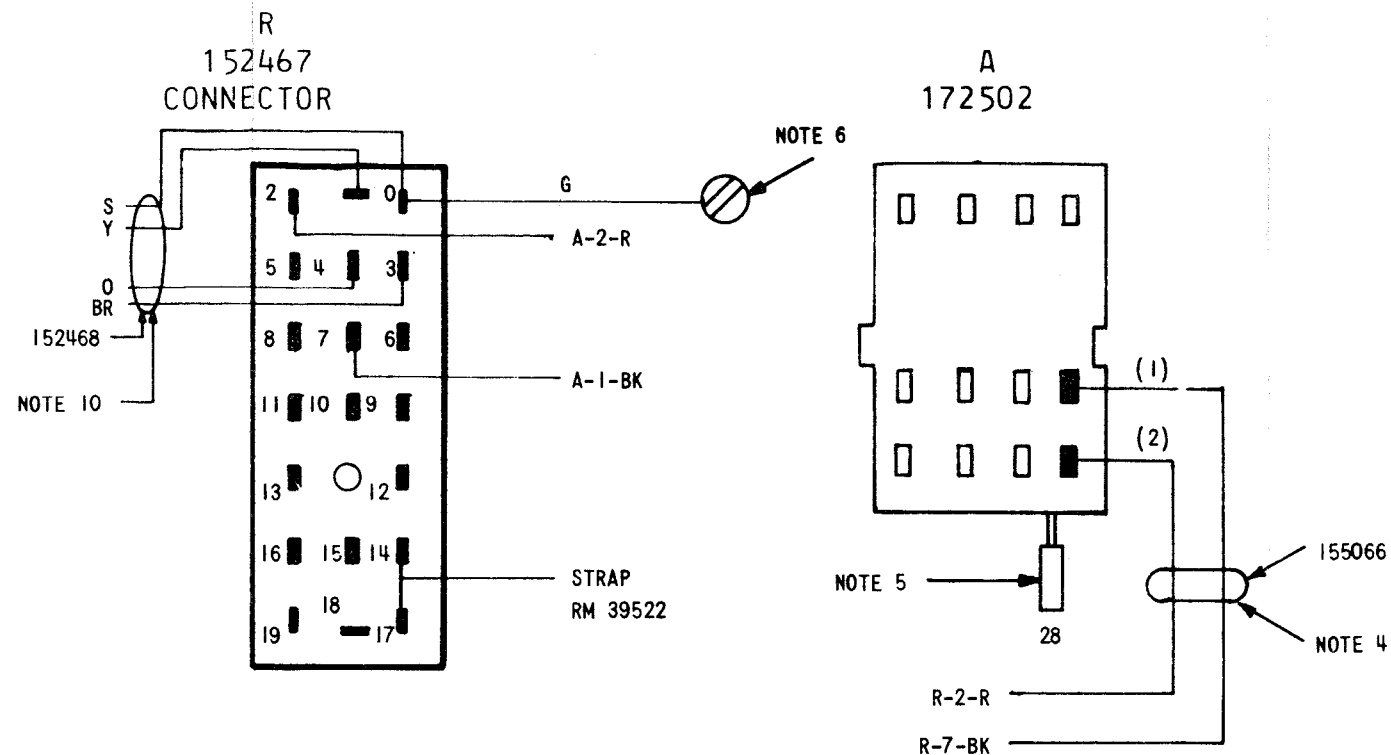 R
152467
CONNECTOR
A
172502
NOTE 6
2 0
G
S
Y
A-2-R
5 4 3
O
BR
152468
8 7 6
(1)
NOTE 10
A-1-BK
11 10 9
(2)
13 12
16 15 14
155066
STRAP
RM 39522
NOTE 5
18
19 17
28
NOTE 4
R-2-R
R-7-BK